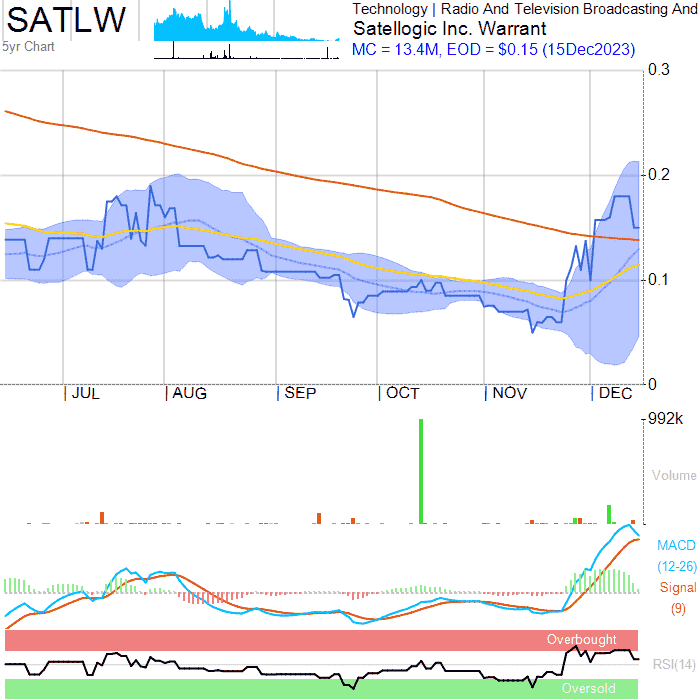 SATLW
5yr Chart
Technology | Radio And Television Broadcasting And
Satellogic Inc. Warrant
MC = 13.4M, EOD = $0.15 (15Dec2023)
0.3
0.2
0.1
0
JUL AUG SEP OCT NOV DEC
992k
Volume
MACD
(12-26)
Signal
(9)
Overbought
RSI(14)
Oversold